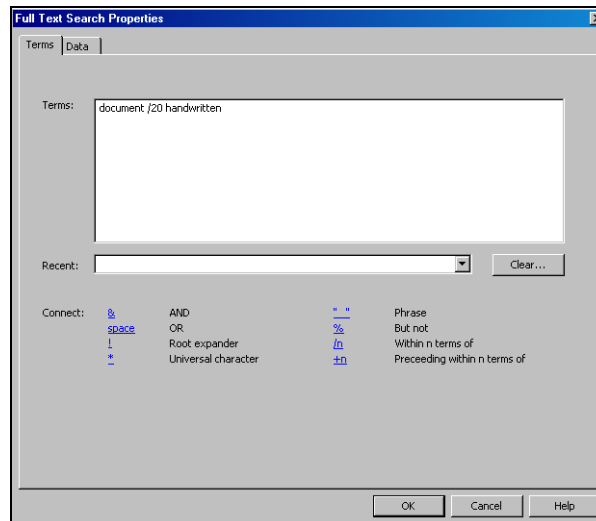 Full Text Search Properties
Terms Data
Terms: document /20 handwritten
Recent: Clear...
Connect: & AND " " Phrase
space OR % But not
! Root expander /n Within n terms of
* Universal character +n Preceeding within n terms of
OK Cancel Help